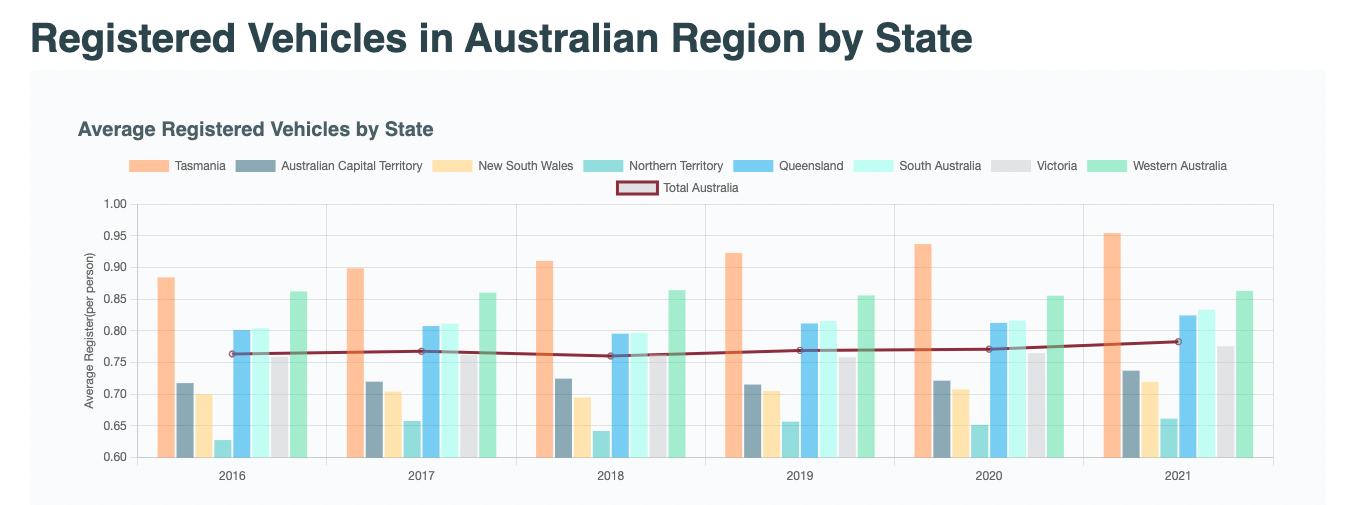 Registered Vehicles in Australian Region by State
Average Registered Vehicles by State
Tasmania Australian Capital Territory New South Wales Northern Territory Queensland South Australia Victoria Western Australia
Total Australia
Average Register(per person)
1.00
0.95
0.90
0.85
0.80
0.75
0.70
0.65
0.60
2016 2017 2018 2019 2020 2021